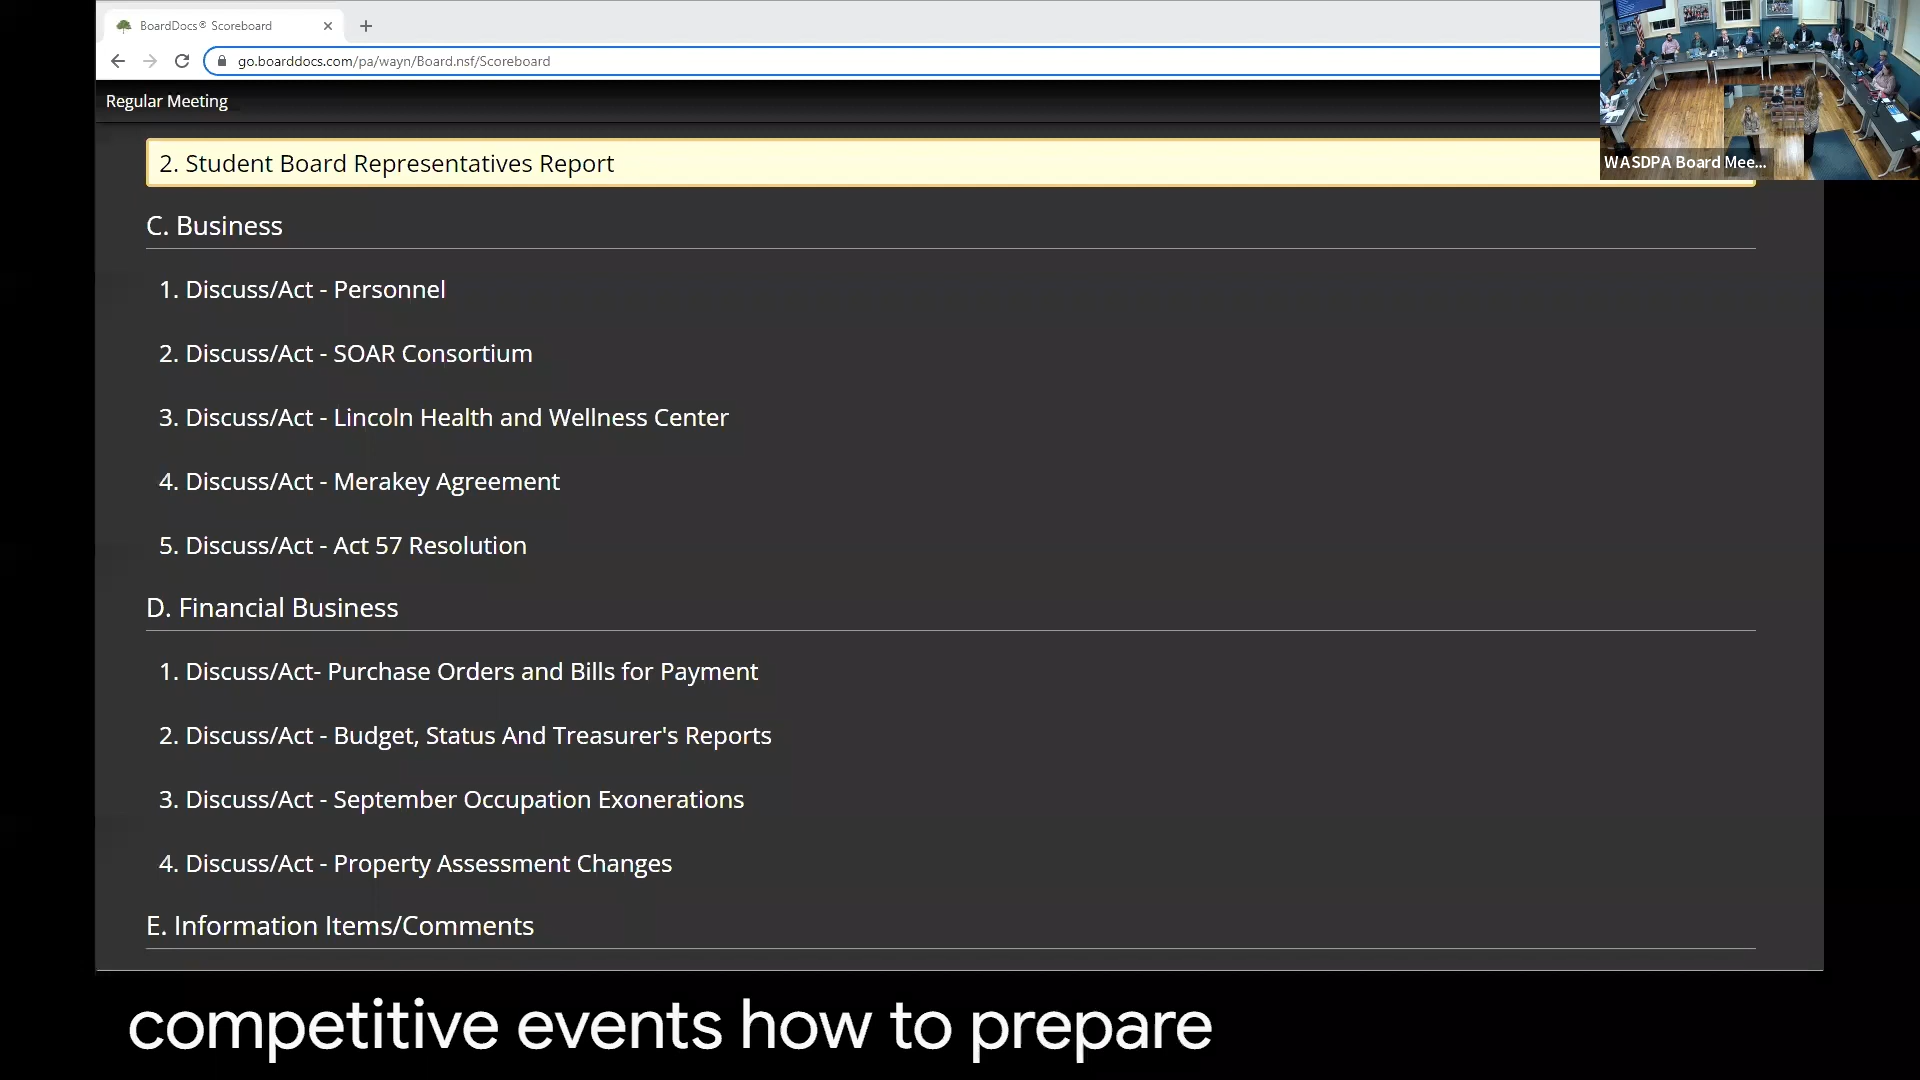 BoardDocs® Scoreboard
go.boarddocs.com/pa/wayn/Board.nsf/Scoreboard
Regular Meeting
WASDPA Board Mee...
2. Student Board Representatives Report
C. Business
1. Discuss/Act - Personnel
2. Discuss/Act - SOAR Consortium
3. Discuss/Act - Lincoln Health and Wellness Center
4. Discuss/Act - Merakey Agreement
5. Discuss/Act - Act 57 Resolution
D. Financial Business
1. Discuss/Act- Purchase Orders and Bills for Payment
2. Discuss/Act - Budget, Status And Treasurer's Reports
3. Discuss/Act - September Occupation Exonerations
4. Discuss/Act - Property Assessment Changes
E. Information Items/Comments
competitive events how to prepare